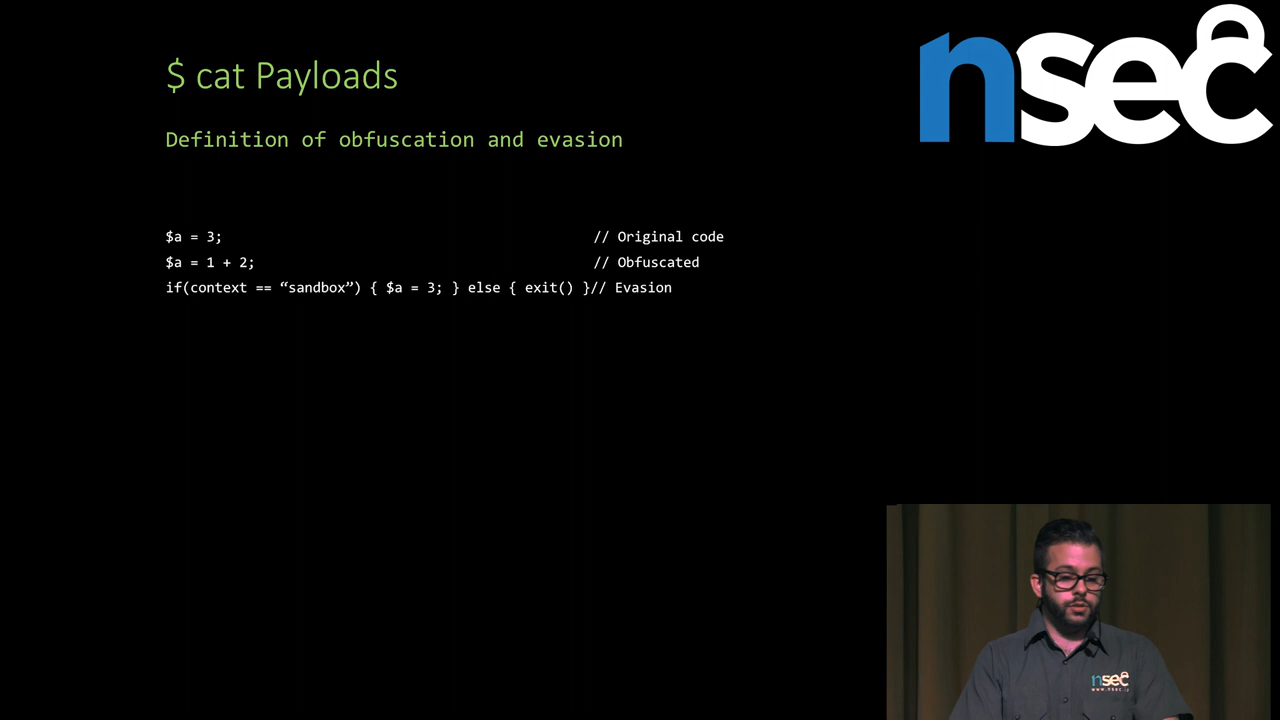 $ cat Payloads
nsec
Definition of obfuscation and evasion
$a = 3; // Original code
$a = 1 + 2; // Obfuscated
if(context == “sandbox”) { $a = 3; } else { exit() }// Evasion
nsec